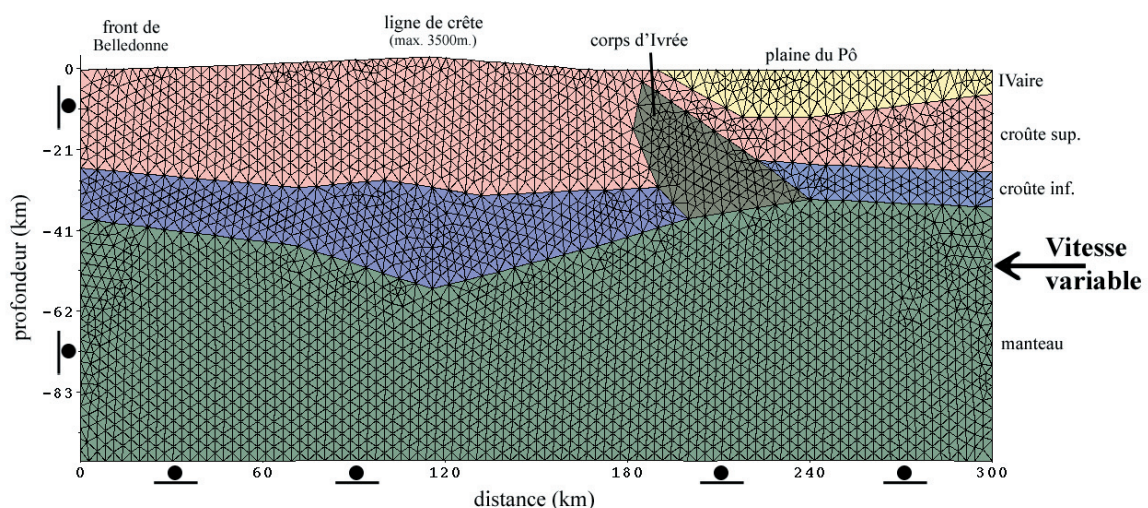 front de
Belledonne
ligne de crête
(max. 3500m.)
corps d’Ivrée
plaine du Pô
IVaire
croûte sup.
croûte inf.
manteau
Vitesse
variable
profondeur (km)
0
-21
-41
-62
-83
0
60
120
180
240
300
distance (km)